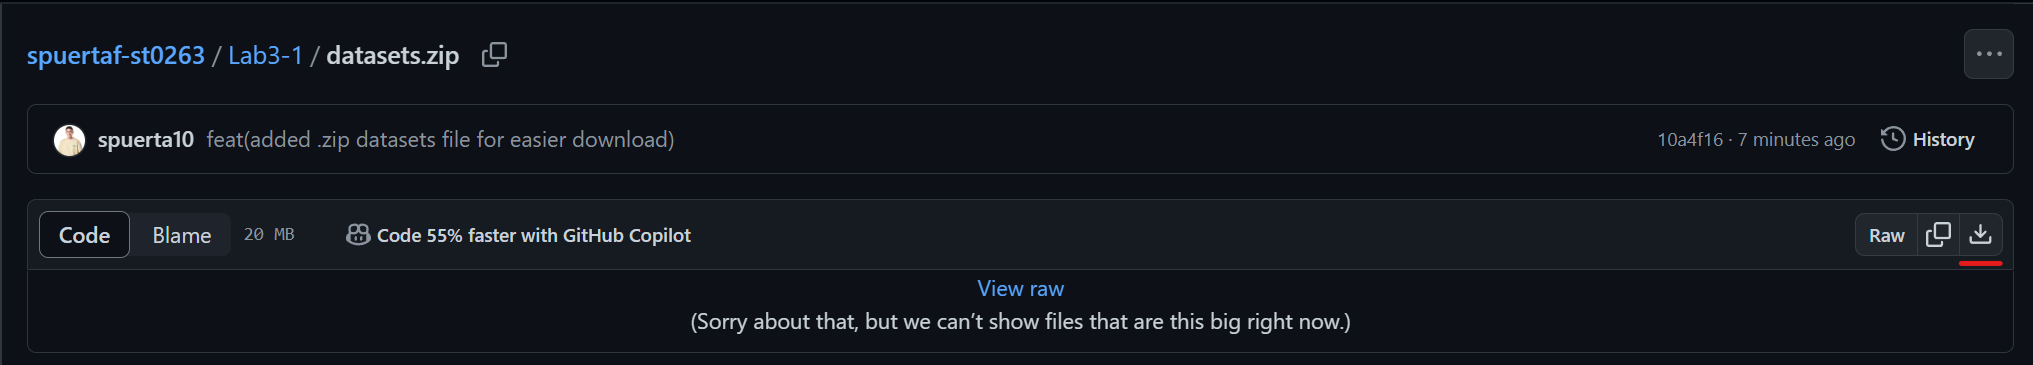 spuertaf-st0263 / Lab3-1 / datasets.zip
spuerta10 feat(added .zip datasets file for easier download) 10a4f16 · 7 minutes ago History
Code Blame 20 MB Code 55% faster with GitHub Copilot Raw
View raw
(Sorry about that, but we can’t show files that are this big right now.)